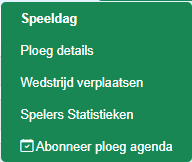 Speeldag
Ploeg details
Wedstrijd verplaatsen
Spelers Statistieken
Abonneer ploeg agenda